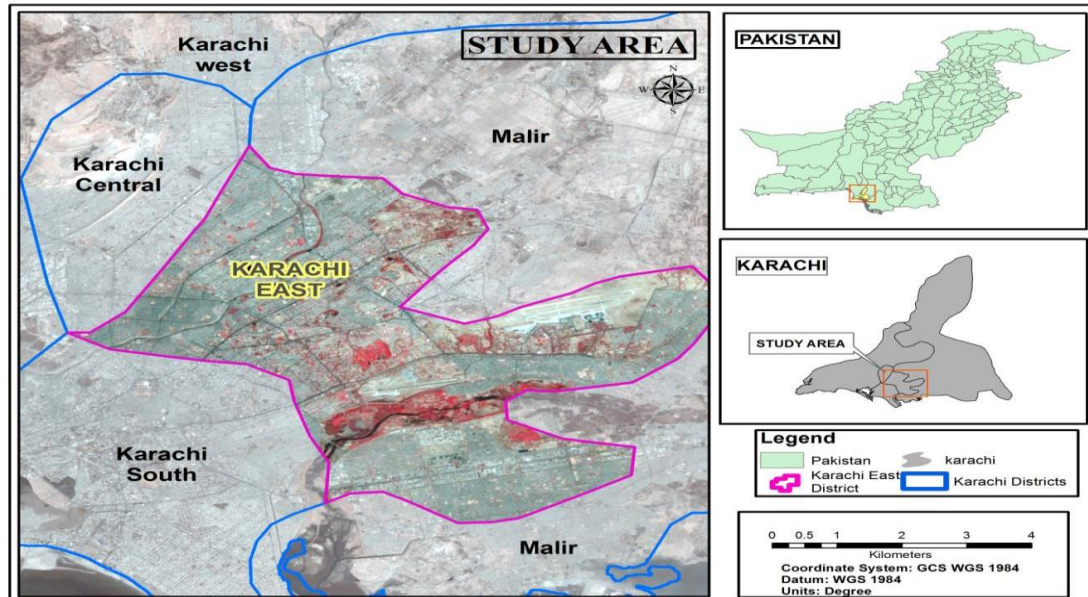 STUDY AREA
Karachi
west
N
W E
S
Malir
Karachi
Central
KARACHI
EAST
Karachi
South
Malir
PAKISTAN
KARACHI
STUDY AREA
Legend
Pakistan
karachi
Karachi East
District
Karachi Districts
0 0.5 1 2 3 4
Kilometers
Coordinate System: GCS WGS 1984
Datum: WGS 1984
Units: Degree